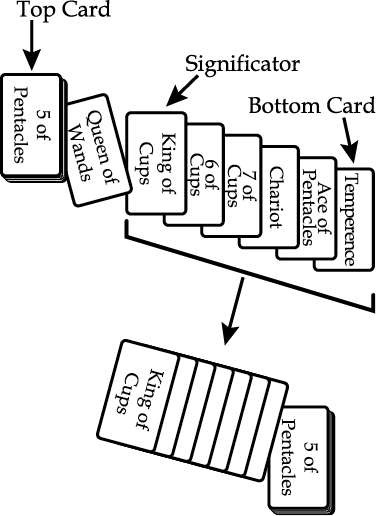 Top Card
Significator
Bottom Card
5 of
Pentacles
Queen of
Wands
King of
Cups
6 of
Cups
7 of
Cups
Chariot
Ace of
Pentacles
Temperence
King of
Cups
5 of
Pentacles